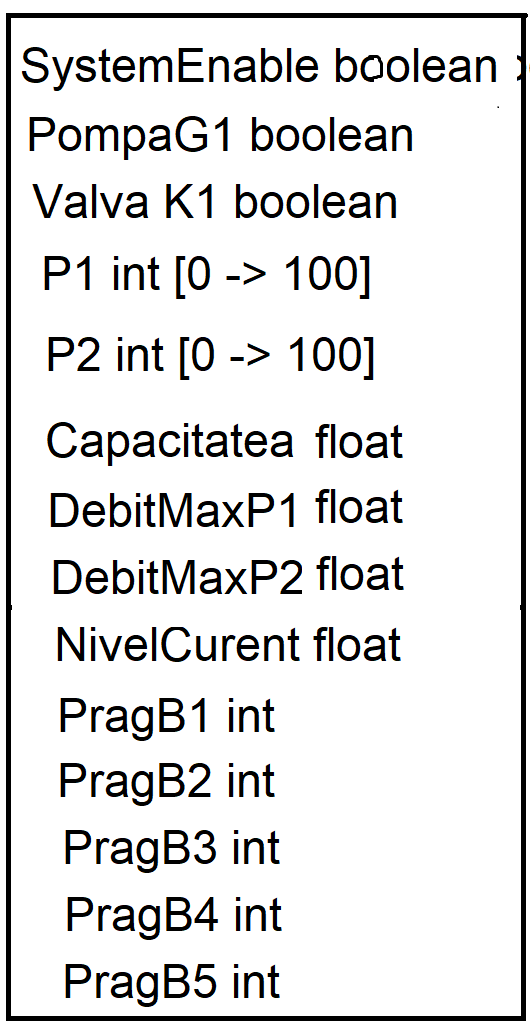 SystemEnable boolean
PompaG1 boolean
Valva K1 boolean
P1 int [0 -> 100]
P2 int [0 -> 100]
Capacitatea float
DebitMaxP1 float
DebitMaxP2 float
NivelCurent float
PragB1 int
PragB2 int
PragB3 int
PragB4 int
PragB5 int